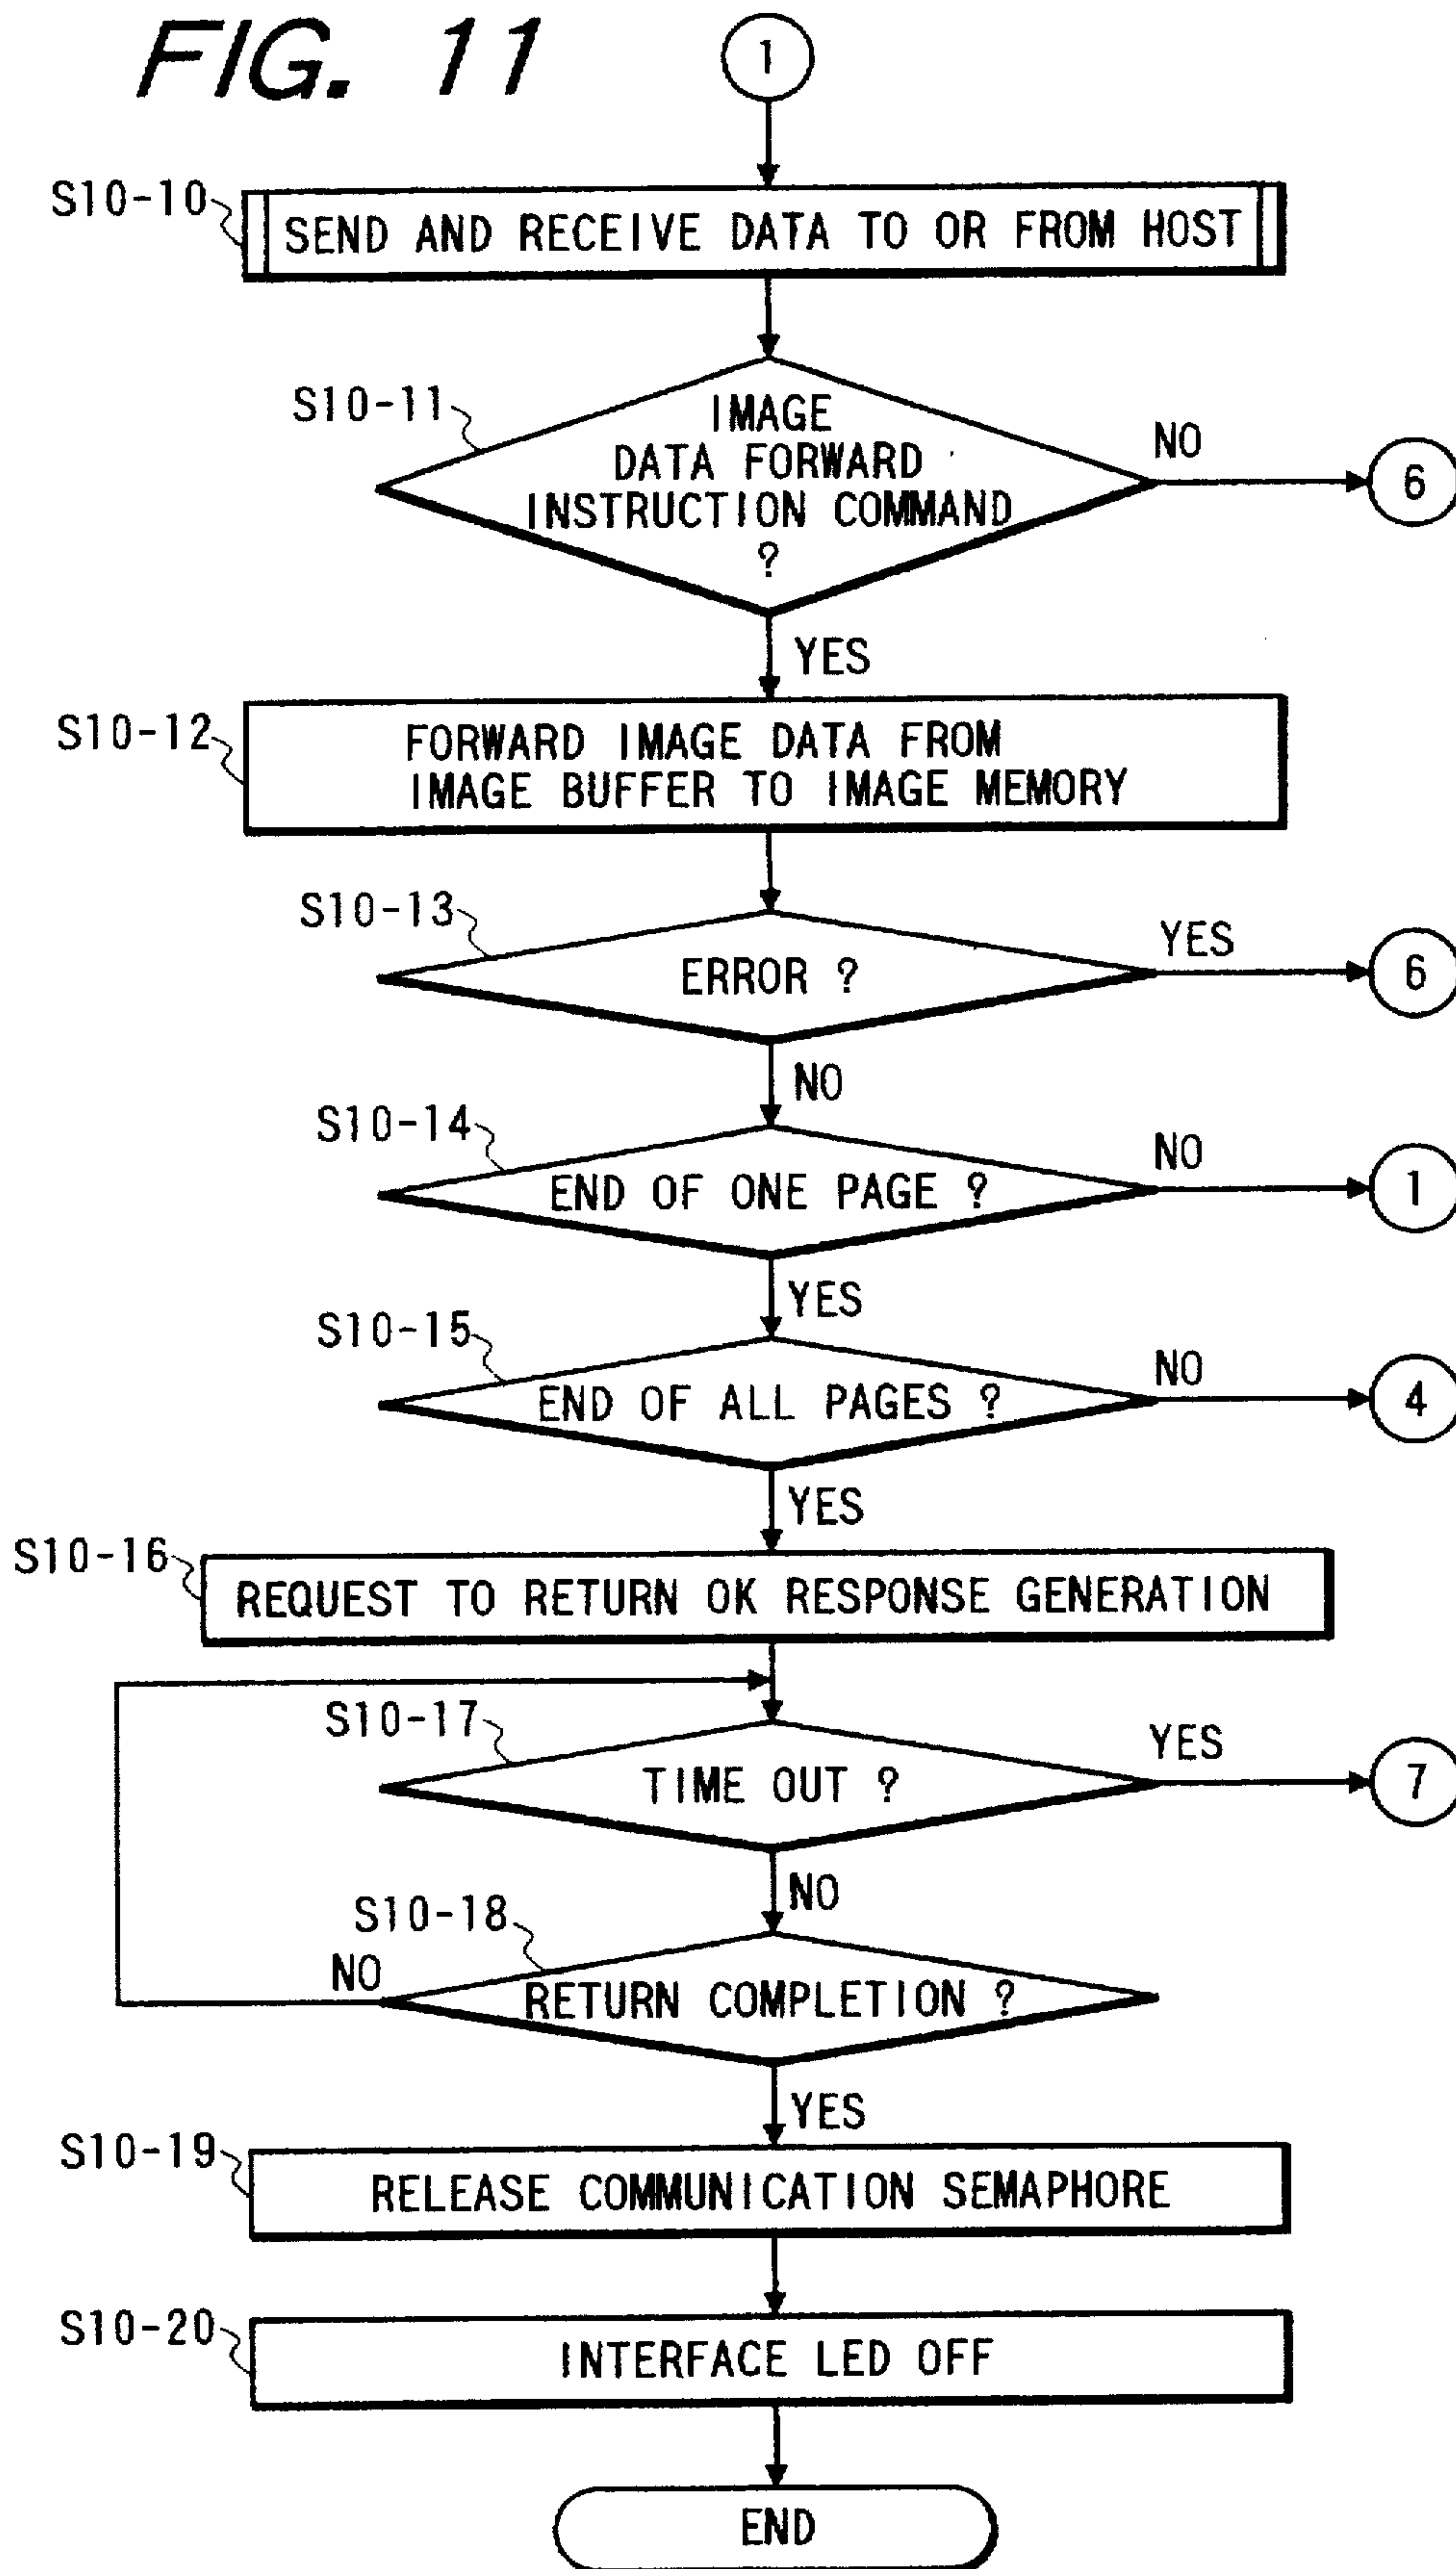 FIG. 11
1
S10-10
SEND AND RECEIVE DATA TO OR FROM HOST
S10-11
IMAGE
DATA FORWARD
INSTRUCTION COMMAND
?
NO
6
YES
S10-12
FORWARD IMAGE DATA FROM
IMAGE BUFFER TO IMAGE MEMORY
S10-13
ERROR ?
YES
6
NO
S10-14
END OF ONE PAGE ?
NO
1
YES
S10-15
END OF ALL PAGES ?
NO
4
YES
S10-16
REQUEST TO RETURN OK RESPONSE GENERATION
S10-17
TIME OUT ?
YES
7
NO
S10-18
NO
RETURN COMPLETION ?
YES
S10-19
RELEASE COMMUNICATION SEMAPHORE
S10-20
INTERFACE LED OFF
END